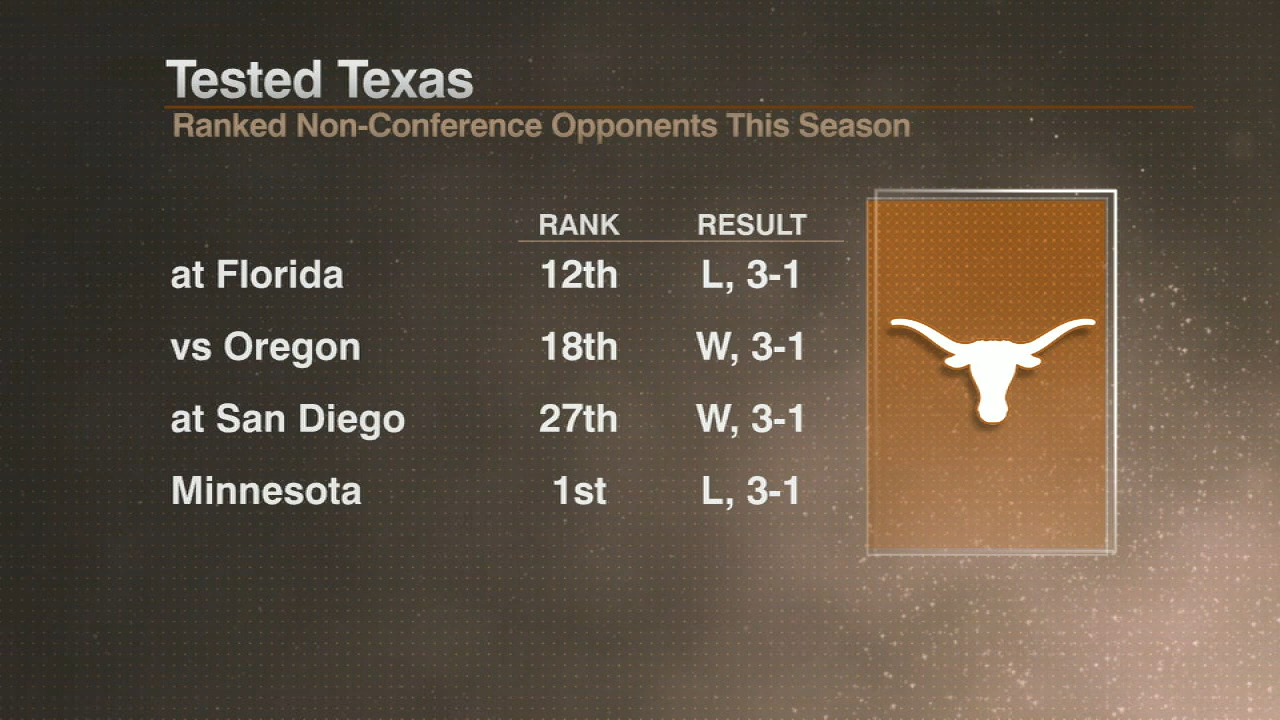 Tested Texas
Ranked Non-Conference Opponents This Season
RANK RESULT
at Florida 12th L, 3-1
vs Oregon 18th W, 3-1
at San Diego 27th W, 3-1
Minnesota 1st L, 3-1